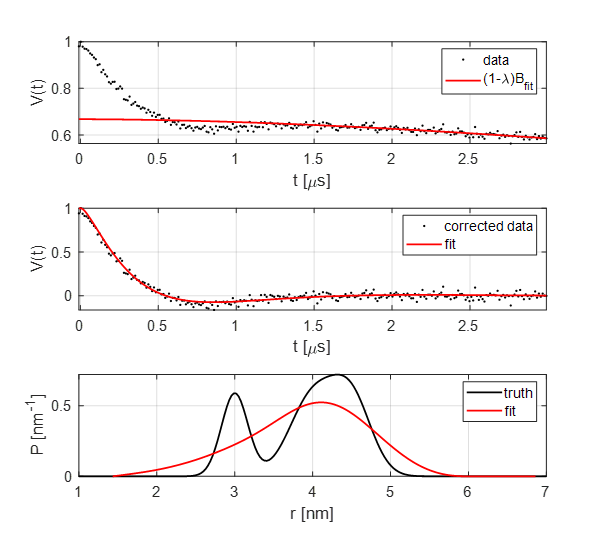 1
0.8
0.6
V(t)
data
(1-λ)B_fit
0 0.5 1 1.5 2 2.5
t [μs]
1
0.5
0
V(t)
corrected data
fit
0 0.5 1 1.5 2 2.5
t [μs]
0.5
0
P [nm⁻¹]
truth
fit
1 2 3 4 5 6 7
r [nm]